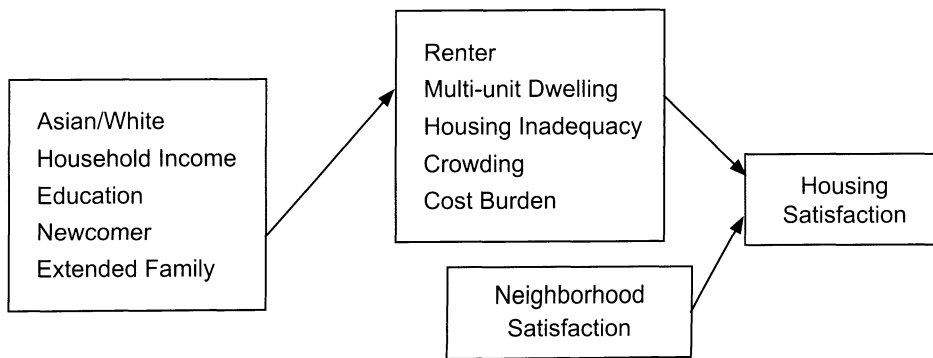 Asian/White
Household Income
Education
Newcomer
Extended Family
Renter
Multi-unit Dwelling
Housing Inadequacy
Crowding
Cost Burden
Neighborhood
Satisfaction
Housing
Satisfaction